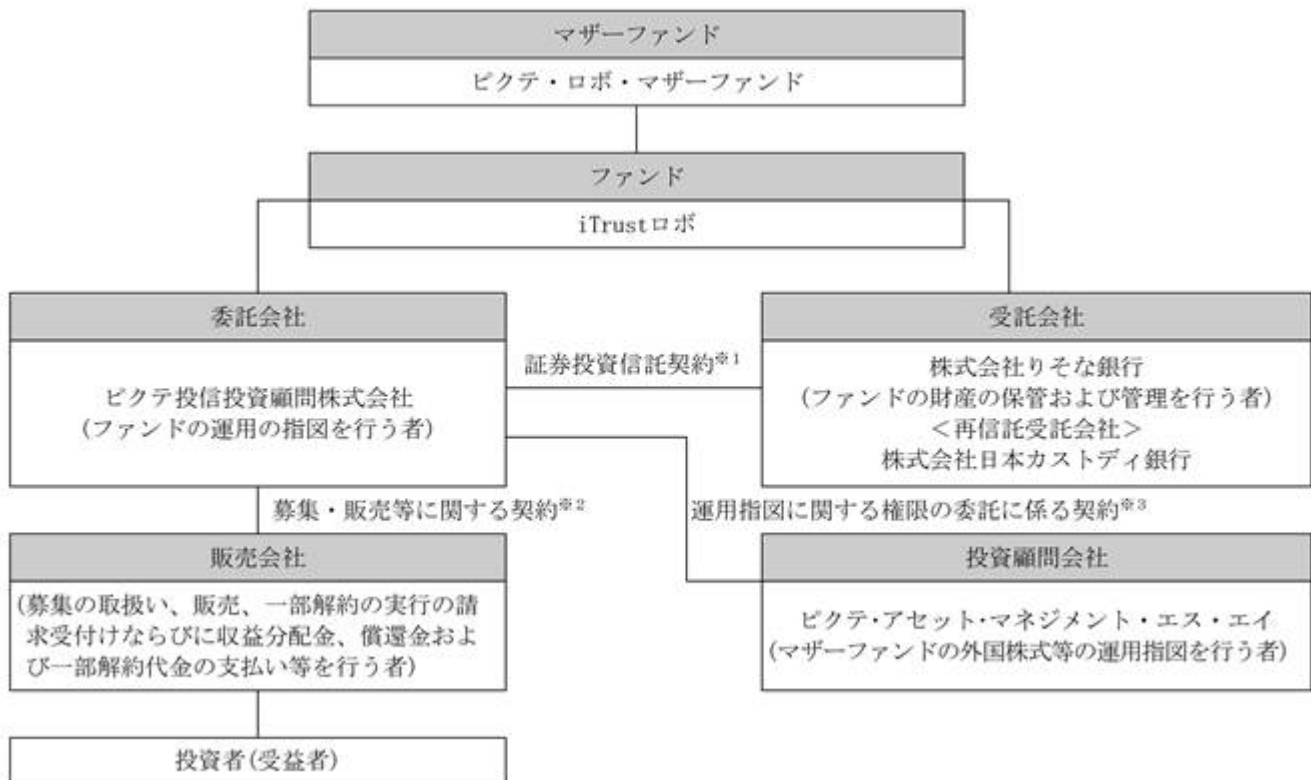 マザーファンド
ピクテ・ロボ・マザーファンド
ファンド
iTrustロボ
委託会社
ピクテ投信投資顧問株式会社
(ファンドの運用の指図を行う者)
証券投資信託契約※1
受託会社
株式会社りそな銀行
(ファンドの財産の保管および管理を行う者)
＜再信託受託会社＞
株式会社日本カストディ銀行
募集・販売等に関する契約※2
運用指図に関する権限の委託に係る契約※3
販売会社
(募集の取扱い、販売、一部解約の実行の請
求受付けならびに収益分配金、償還金およ
び一部解約代金の支払い等を行う者)
投資顧問会社
ピクテ・アセット・マネジメント・エス・エイ
(マザーファンドの外国株式等の運用指図を行う者)
投資者(受益者)